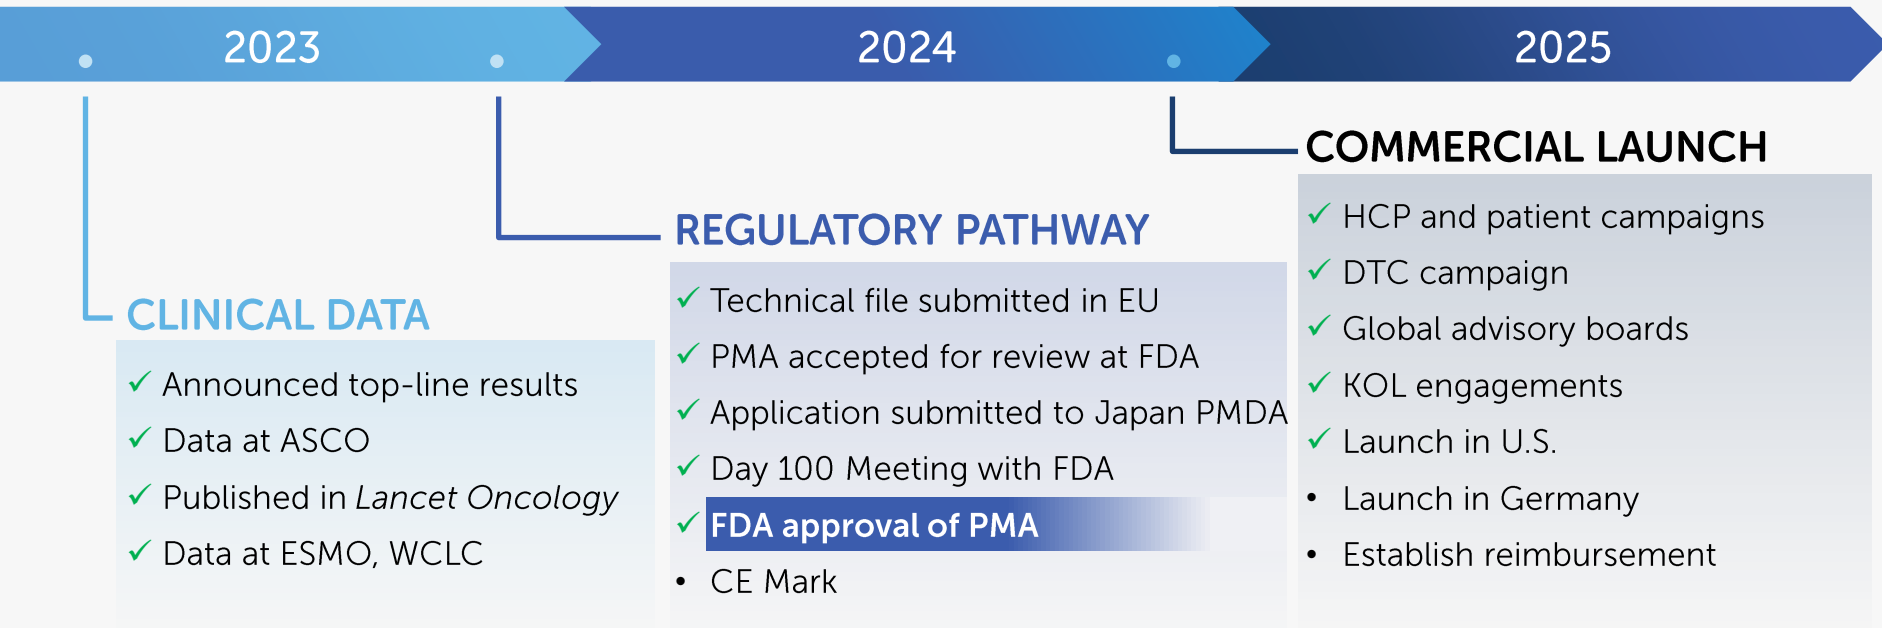 2023
2024
2025
CLINICAL DATA
✓ Announced top-line results
✓ Data at ASCO
✓ Published in Lancet Oncology
✓ Data at ESMO, WCLC
REGULATORY PATHWAY
✓ Technical file submitted in EU
✓ PMA accepted for review at FDA
✓ Application submitted to Japan PMDA
✓ Day 100 Meeting with FDA
✓ FDA approval of PMA
• CE Mark
COMMERCIAL LAUNCH
✓ HCP and patient campaigns
✓ DTC campaign
✓ Global advisory boards
✓ KOL engagements
✓ Launch in U.S.
• Launch in Germany
• Establish reimbursement